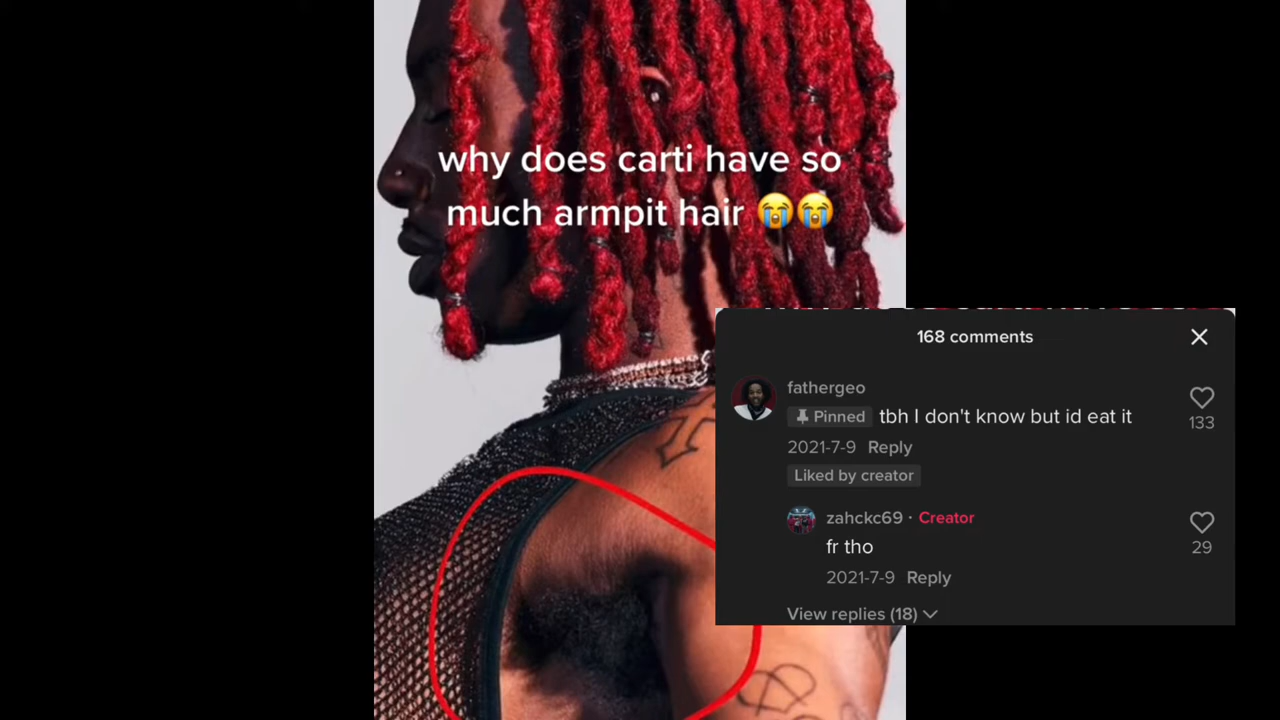 why does carti have so
much armpit hair 😭😭
168 comments
fathergeo
Pinned tbh I don't know but id eat it
133
2021-7-9 Reply
Liked by creator
zahckc69 · Creator
fr tho
29
2021-7-9 Reply
View replies (18)